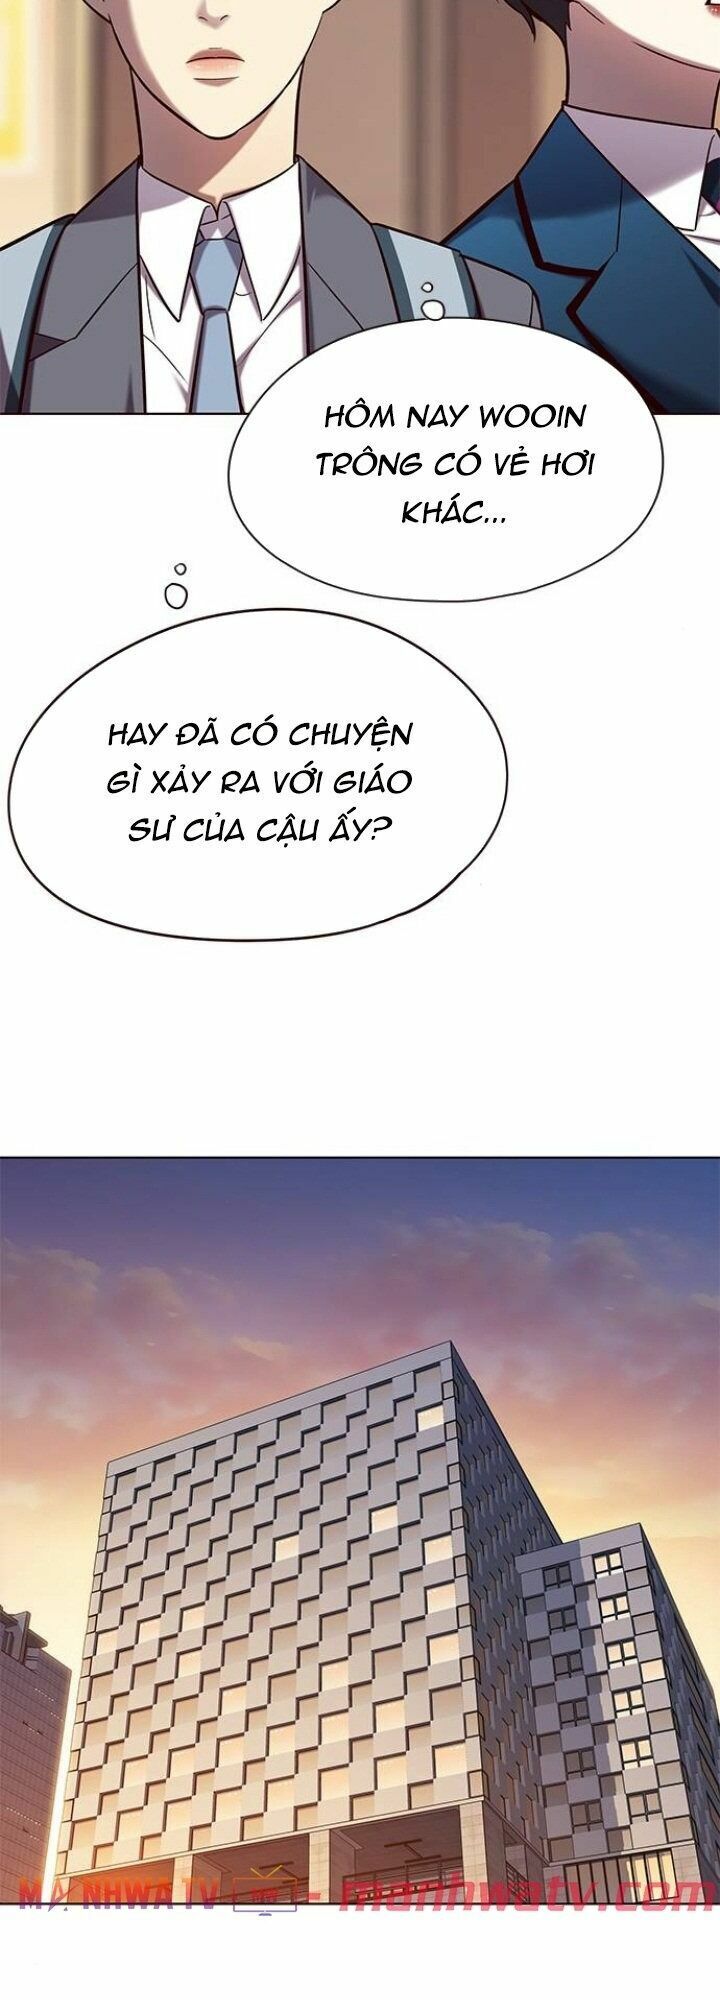 HÔM NAY WOOIN
TRÔNG CÓ VẺ HƠI
KHÁC...
HAY ĐÃ CÓ CHUYỆN
GÌ XẢY RA VỚI GIÁO
SƯ CỦA CẬU ẤY?
MANHWATV - manhwatv.com